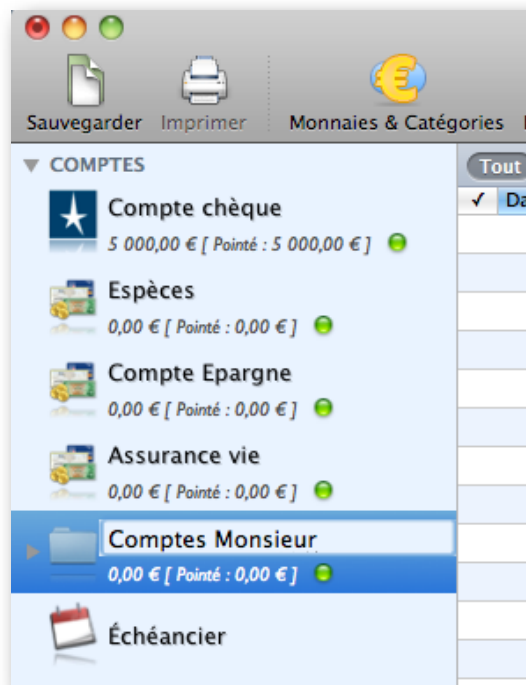 Sauvegarder Imprimer Monnaies & Catégories
COMPTES
Tout
✓ Da
Compte chèque
5 000,00 € [ Pointé : 5 000,00 € ]
Espèces
0,00 € [ Pointé : 0,00 € ]
Compte Epargne
0,00 € [ Pointé : 0,00 € ]
Assurance vie
0,00 € [ Pointé : 0,00 € ]
Comptes Monsieur
0,00 € [ Pointé : 0,00 € ]
Échéancier